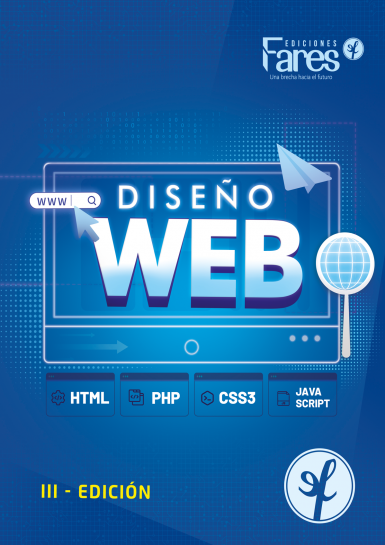 EDICIONES
Fares
Una brecha hacia el futuro
WWW
DISEÑO
WEB
HTML
PHP
CSS3
JAVA
SCRIPT
III - EDICIÓN